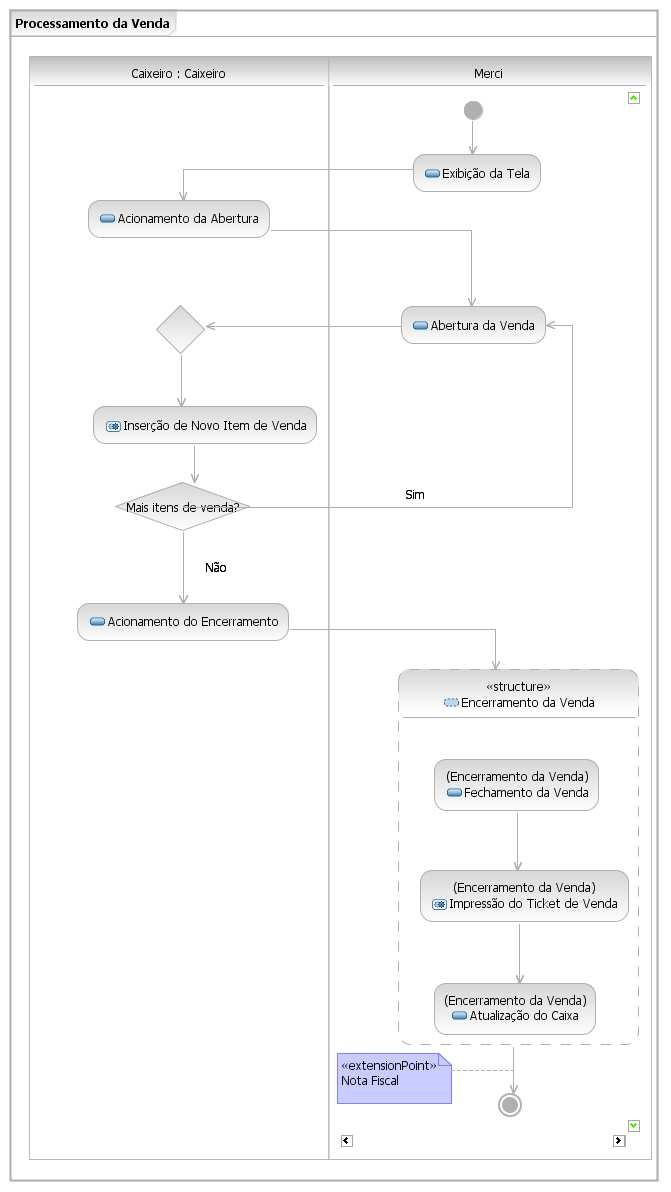 Processamento da Venda
Caixeiro : Caixeiro
Merci
Exibição da Tela
Acionamento da Abertura
Abertura da Venda
Inserção de Novo Item de Venda
Mais itens de venda?
Sim
Não
Acionamento do Encerramento
«structure»
Encerramento da Venda
(Encerramento da Venda)
Fechamento da Venda
(Encerramento da Venda)
Impressão do Ticket de Venda
(Encerramento da Venda)
Atualização do Caixa
«extensionPoint»
Nota Fiscal